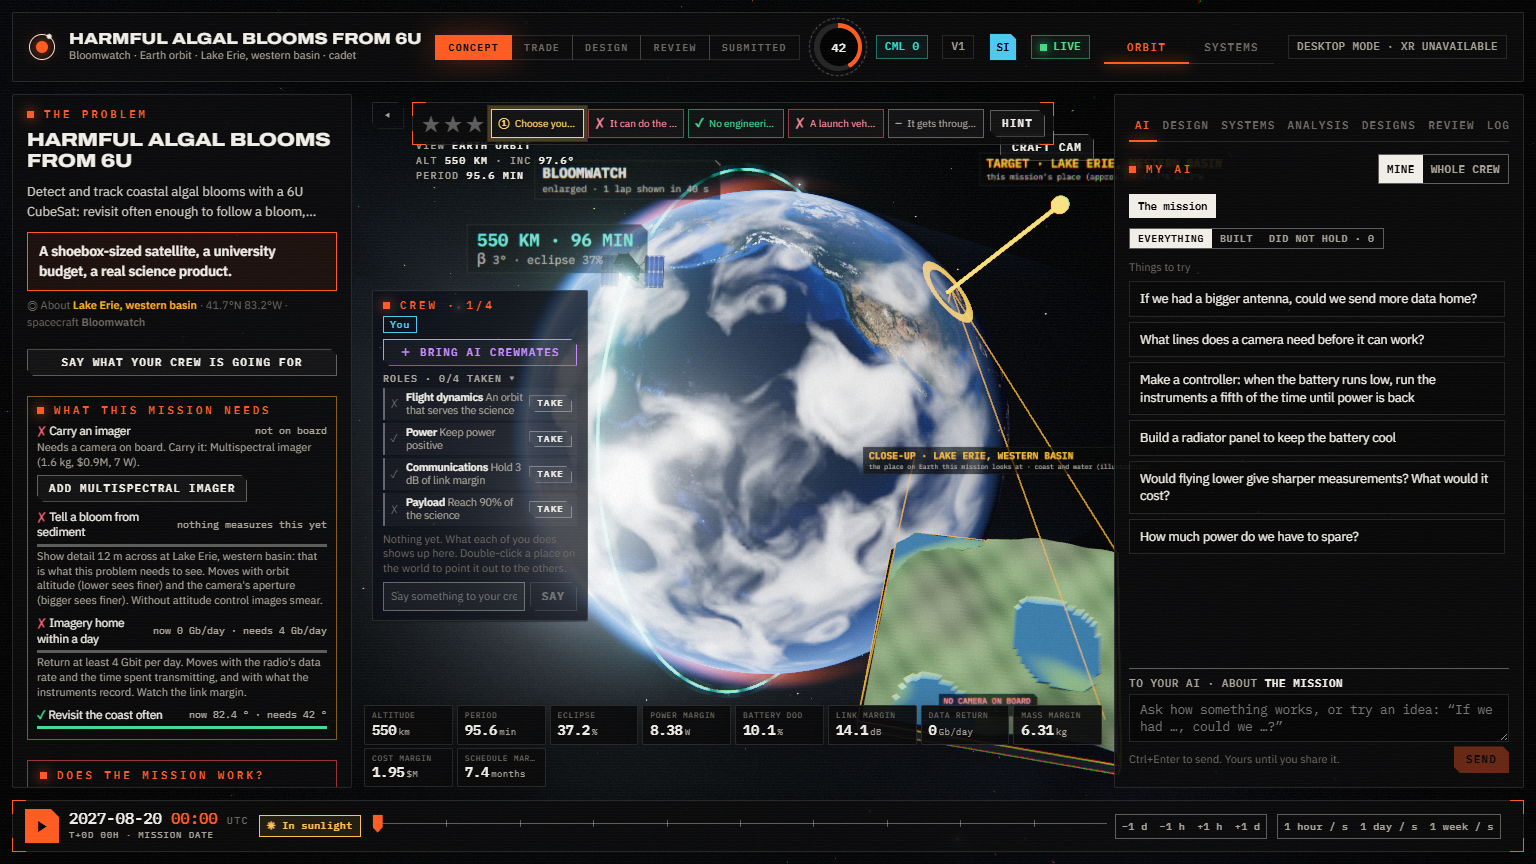 HARMFUL ALGAL BLOOMS FROM 6U
Bloomwatch · Earth orbit · Lake Erie, western basin · cadet
CONCEPT TRADE DESIGN REVIEW SUBMITTED
42
CML 0
V1
SI
LIVE
ORBIT SYSTEMS
DESKTOP MODE · XR UNAVAILABLE
THE PROBLEM
HARMFUL ALGAL BLOOMS
FROM 6U
Detect and track coastal algal blooms with a 6U
CubeSat: revisit often enough to follow a bloom,...
A shoebox-sized satellite, a university
budget, a real science product.
About Lake Erie, western basin · 41.7°N 83.2°W ·
spacecraft Bloomwatch
SAY WHAT YOUR CREW IS GOING FOR
WHAT THIS MISSION NEEDS
✗ Carry an imager not on board
Needs a camera on board. Carry it: Multispectral imager
(1.6 kg, $0.9M, 7 W).
ADD MULTISPECTRAL IMAGER
✗ Tell a bloom from
sediment nothing measures this yet
Show detail 12 m across at Lake Erie, western basin: that
is what this problem needs to see. Moves with orbit
altitude (lower sees finer) and the camera's aperture
(bigger sees finer). Without attitude control images smear.
✗ Imagery home
within a day now 0 Gb/day · needs 4 Gb/day
Return at least 4 Gbit per day. Moves with the radio's data
rate and the time spent transmitting, and with what the
instruments record. Watch the link margin.
✓ Revisit the coast often now 82.4 ° · needs 42 °
DOES THE MISSION WORK?
★★★ ① Choose you... ✗ It can do the ... ✓ No engineeri... ✗ A launch veh... – It gets throug... HINT
VIEW EARTH ORBIT
ALT 550 KM · INC 97.6°
PERIOD 95.6 MIN
CRAFT CAM
BLOOMWATCH
enlarged · 1 lap shown in 40 s
TARGET · LAKE ERIE
this mission's place (appro
550 KM · 96 MIN
β 3° · eclipse 37%
CREW · 1/4
You
+ BRING AI CREWMATES
ROLES · 0/4 TAKEN ▾
✗ Flight dynamics An orbit
that serves the science TAKE
✓ Power Keep power
positive TAKE
✓ Communications Hold 3
dB of link margin TAKE
✗ Payload Reach 90% of
the science TAKE
Nothing yet. What each of you does
shows up here. Double-click a place on
the world to point it out to the others.
Say something to your cre SAY
CLOSE-UP · LAKE ERIE, WESTERN BASIN
the place on Earth this mission looks at · coast and water (illu
NO CAMERA ON BOARD
ALTITUDE
550 km
PERIOD
95.6 min
ECLIPSE
37.2 %
POWER MARGIN
8.38 W
BATTERY DOD
10.1 %
LINK MARGIN
14.1 dB
DATA RETURN
0 Gb/day
MASS MARGIN
6.31 kg
COST MARGIN
1.95 $M
SCHEDULE MAR...
7.4 months
AI DESIGN SYSTEMS ANALYSIS DESIGNS REVIEW LOG
MY AI
MINE WHOLE CREW
The mission
EVERYTHING BUILT DID NOT HOLD · 0
Things to try
If we had a bigger antenna, could we send more data home?
What lines does a camera need before it can work?
Make a controller: when the battery runs low, run the
instruments a fifth of the time until power is back
Build a radiator panel to keep the battery cool
Would flying lower give sharper measurements? What would it
cost?
How much power do we have to spare?
TO YOUR AI · ABOUT THE MISSION
Ask how something works, or try an idea: “If we
had …, could we …?”
Ctrl+Enter to send. Yours until you share it.
SEND
2027-08-20 00:00 UTC
T+0D 00H · MISSION DATE
In sunlight
−1 d −1 h +1 h +1 d
1 hour / s 1 day / s 1 week / s